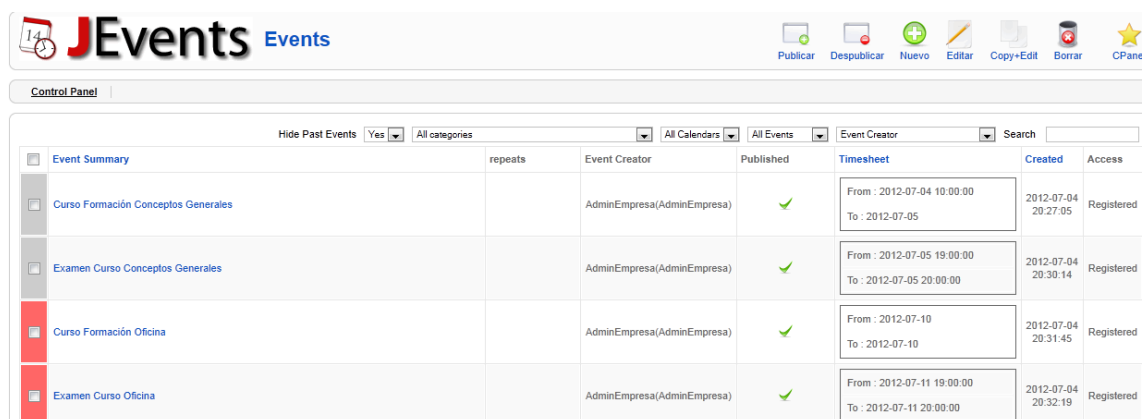 14 JEvents Events
Publicar Despublicar Nuevo Editar Copy+Edit Borrar CPane
Control Panel
Hide Past Events Yes All categories All Calendars All Events Event Creator Search
Event Summary repeats Event Creator Published Timesheet Created Access
Curso Formación Conceptos Generales AdminEmpresa(AdminEmpresa) From : 2012-07-04 10:00:00 2012-07-04 Registered
To : 2012-07-05 20:27:05
Examen Curso Conceptos Generales AdminEmpresa(AdminEmpresa) From : 2012-07-05 19:00:00 2012-07-04 Registered
To : 2012-07-05 20:00:00 20:30:14
Curso Formación Oficina AdminEmpresa(AdminEmpresa) From : 2012-07-10 2012-07-04 Registered
To : 2012-07-10 20:31:45
Examen Curso Oficina AdminEmpresa(AdminEmpresa) From : 2012-07-11 19:00:00 2012-07-04 Registered
To : 2012-07-11 20:00:00 20:32:19